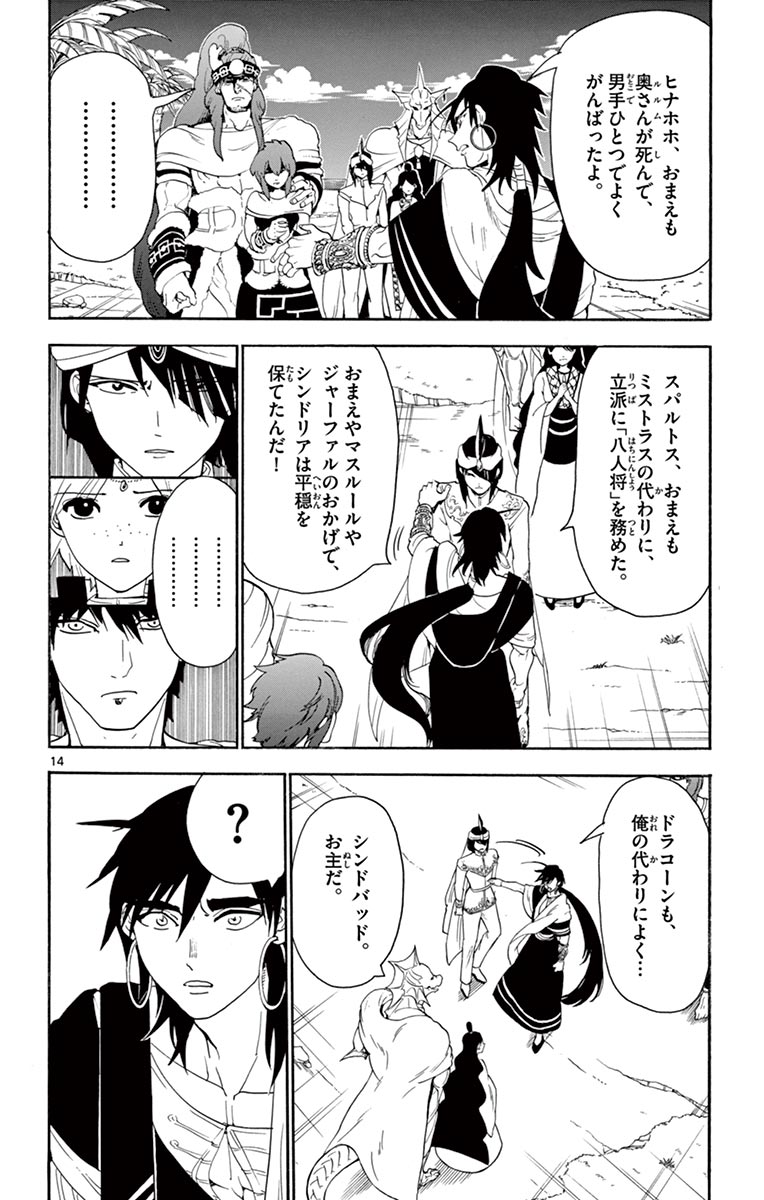 ヒナホホ、おまえも
奥さんが死んで、
男手ひとつでよく
がんばったよ。
………………
スパルトス、おまえも
ミストラスの代わりに、
立派に「八人将」を務めた。
おまえやマスルールや
ジャーファルのおかげで、
シンドリアは平穏を
保てたんだ！
…………
14
ドラコーンも、
俺の代わりによく…
シンドバッド。
お主だ。
？